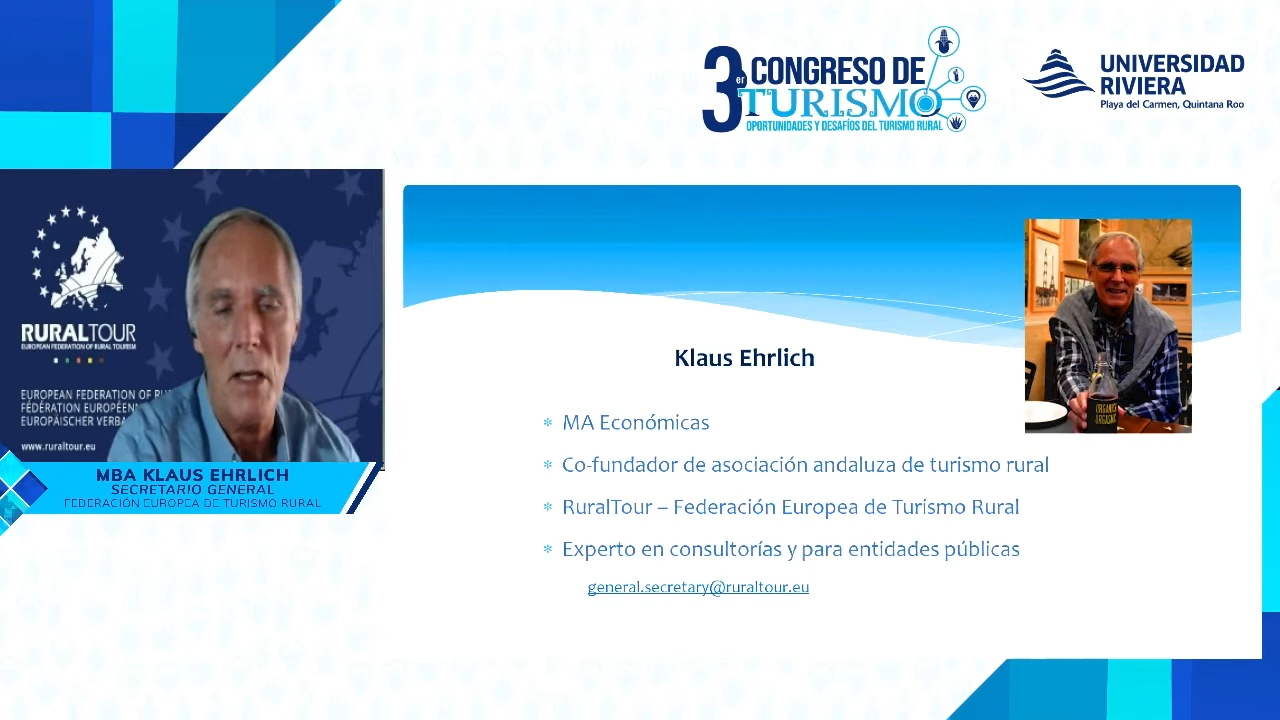 3er CONGRESO DE
TURISMO
OPORTUNIDADES Y DESAFÍOS DEL TURISMO RURAL
UNIVERSIDAD
RIVIERA
Playa del Carmen, Quintana Roo
RURALTOUR
EUROPEAN FEDERATION OF RURAL TOURISM
EUROPEAN FEDERATION OF RU
FÉDÉRATION EUROPÉEN
EUROPÄISCHER VERBA
www.ruraltour.eu
MBA KLAUS EHRLICH
SECRETARIO GENERAL
FEDERACIÓN EUROPEA DE TURISMO RURAL
Klaus Ehrlich
* MA Económicas
* Co-fundador de asociación andaluza de turismo rural
* RuralTour – Federación Europea de Turismo Rural
* Experto en consultorías y para entidades públicas
general.secretary@ruraltour.eu
ORGANIC
ORGASMO